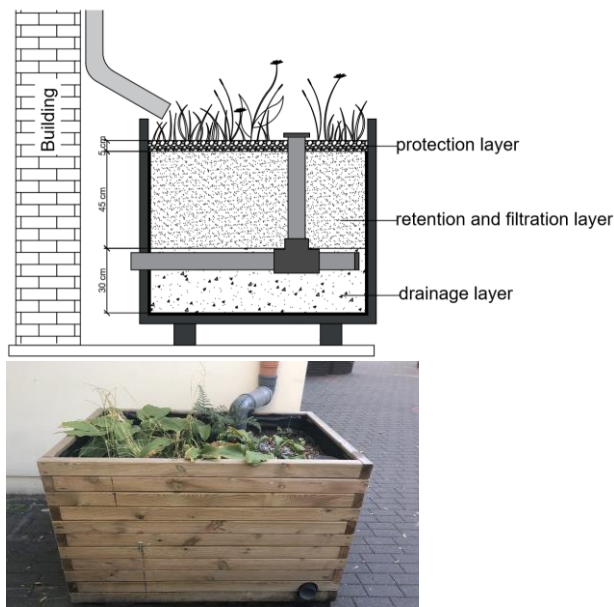 Building
5 cm
protection layer
45 cm
retention and filtration layer
30 cm
drainage layer